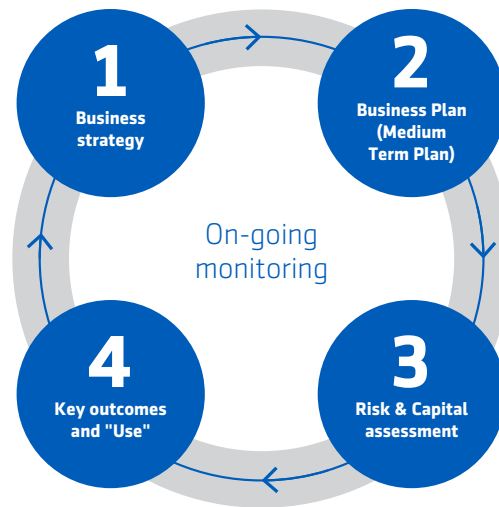 1
Business
strategy
2
Business Plan
(Medium
Term Plan)
On-going
monitoring
4
Key outcomes
and "Use"
3
Risk & Capital
assessment